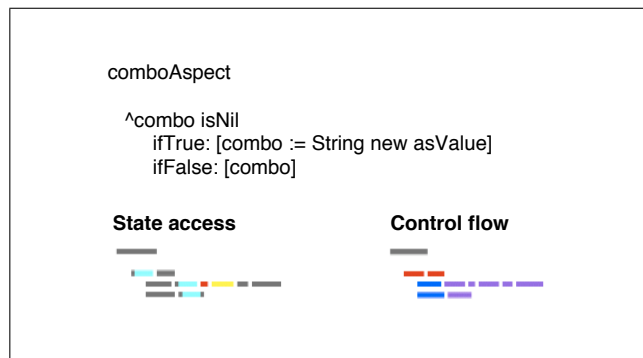 comboAspect
^combo isNil
ifTrue: [combo := String new asValue]
ifFalse: [combo]
State access
Control flow